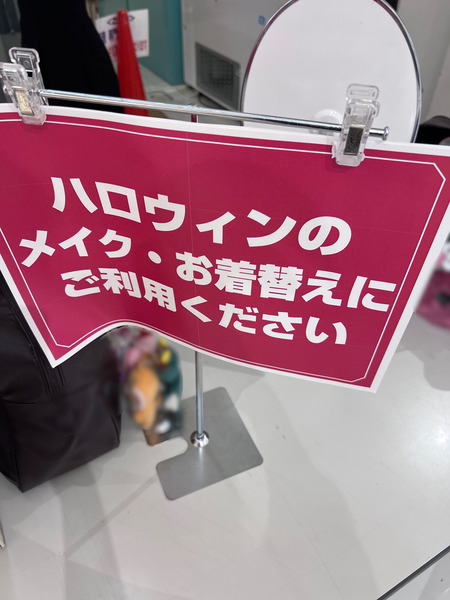 ハロウィンの
メイク・お着替えに
ご利用ください